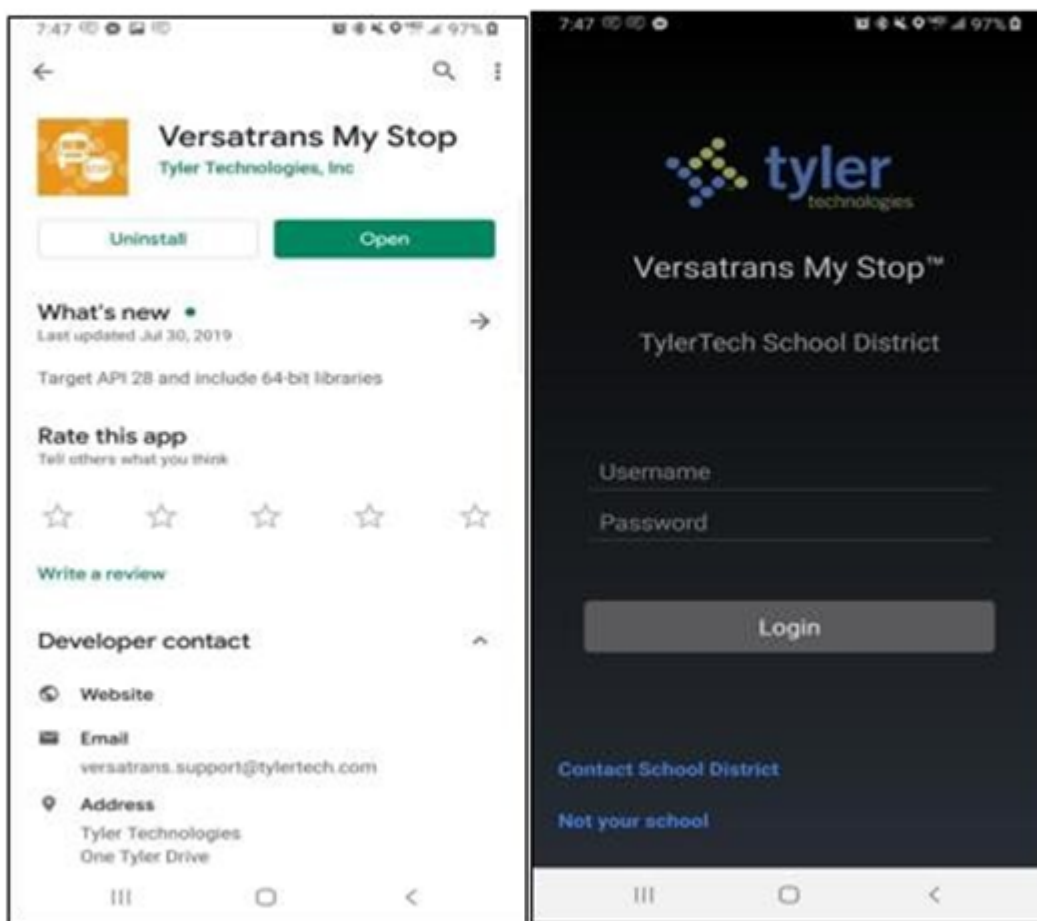 7:47
97%
Versatrans My Stop
Tyler Technologies, Inc
STOP
Uninstall
Open
What's new
Last updated Jul 30, 2019
Target API 28 and include 64-bit libraries
Rate this app
Tell others what you think
Write a review
Developer contact
Website
Email
versatrans.support@tylertech.com
Address
Tyler Technologies
One Tyler Drive
7:47
97%
tyler
technologies
Versatrans My Stop™
TylerTech School District
Username
Password
Login
Contact School District
Not your school